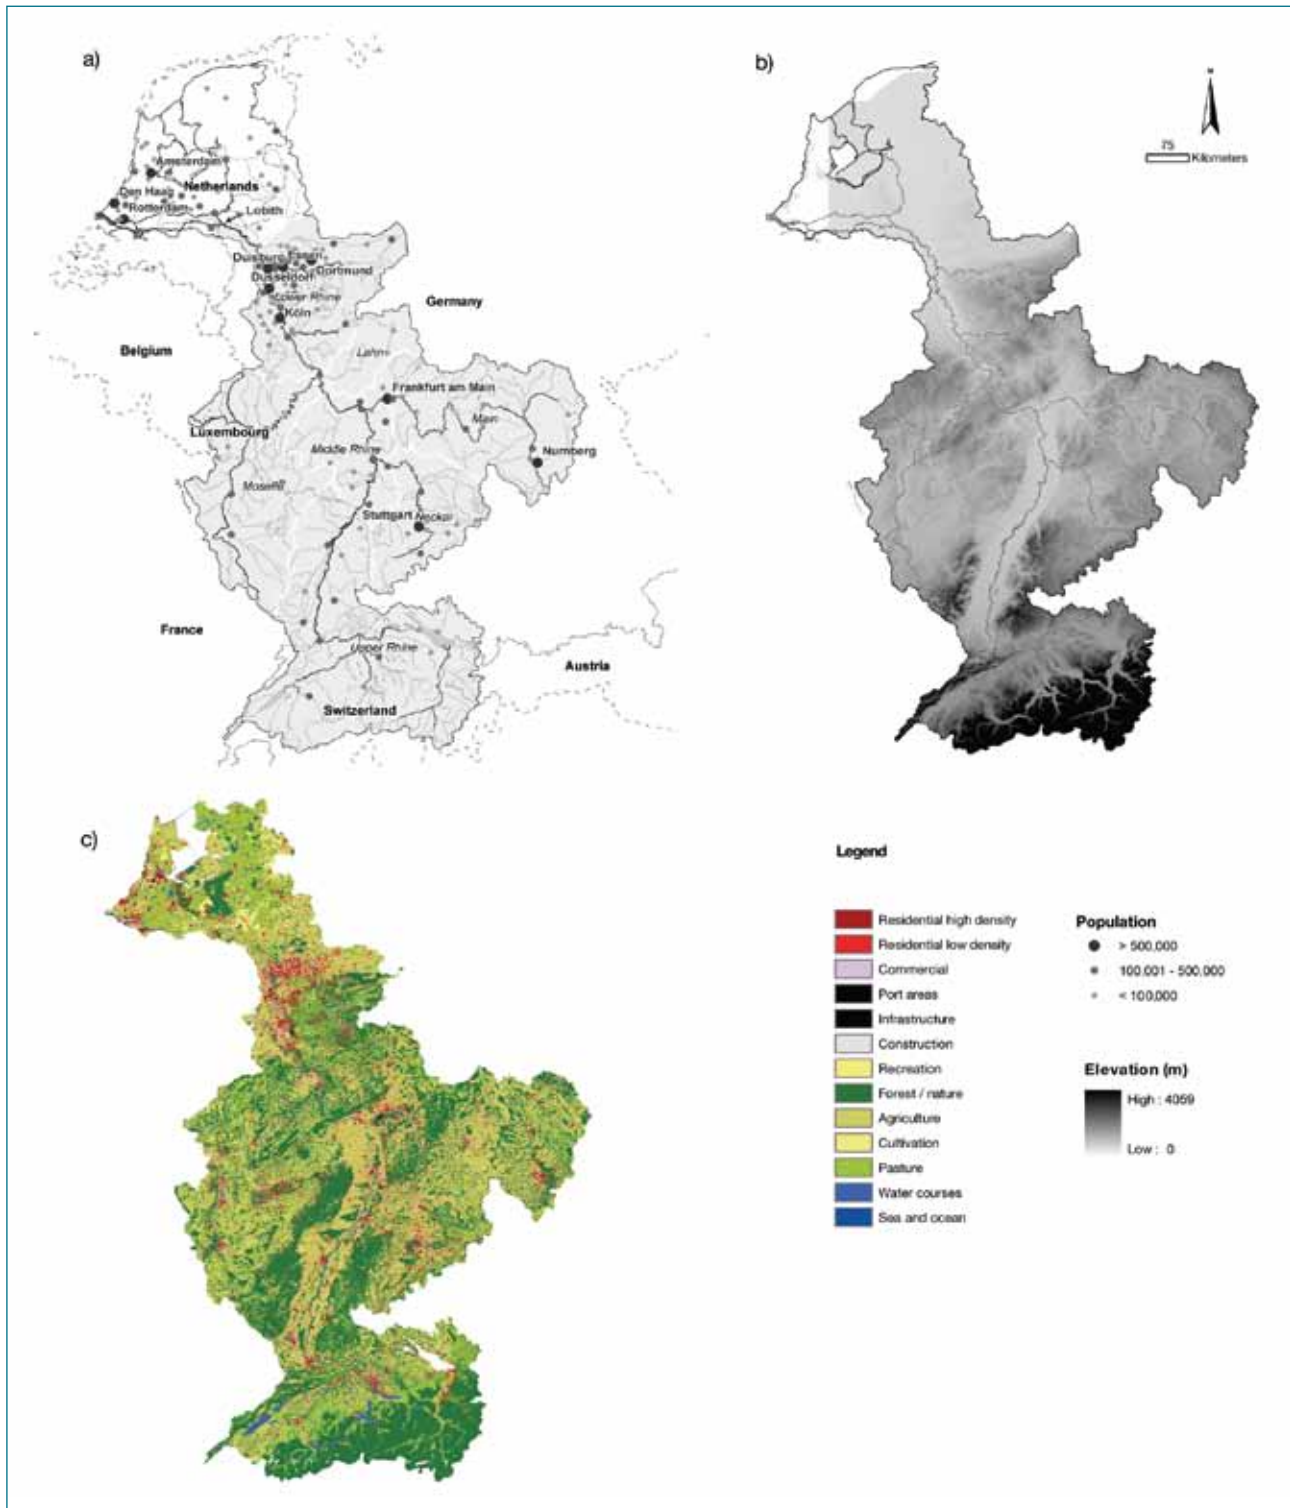 a)
Amsterdam
Den Haag
Netherlands
Rotterdam
Lobith
Duisburg
Essen
Dortmund
Dusseldorf
Lower Rhine
Köln
Germany
Belgium
Lahn
Frankfurt am Main
Luxembourg
Main
Middle Rhine
Nurnberg
Moselle
Stuttgart
Neckar
France
Upper Rhine
Austria
Switzerland
b)
75
Kilometers
c)
Legend
Residential high density
Residential low density
Commercial
Port areas
Infrastructure
Construction
Recreation
Forest / nature
Agriculture
Cultivation
Pasture
Water courses
Sea and ocean
Population
> 500.000
100.001 - 500.000
< 100.000
Elevation (m)
High : 4059
Low : 0